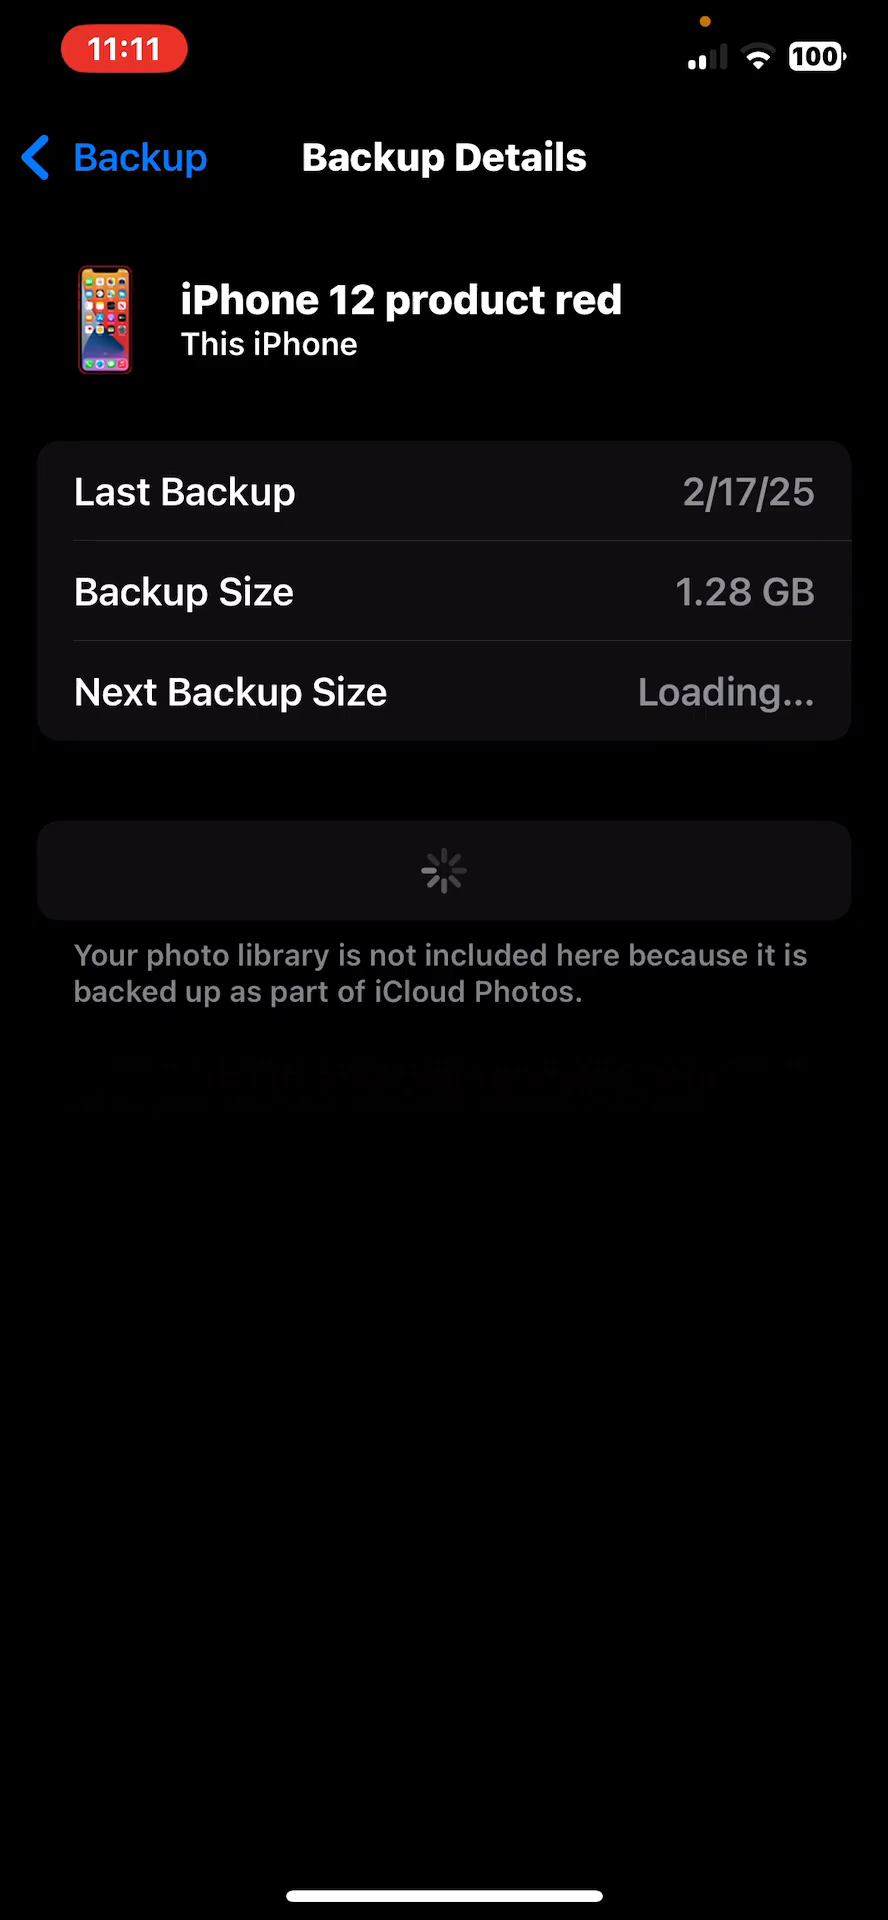 11:11
100
Backup
Backup Details
iPhone 12 product red
This iPhone
Last Backup
2/17/25
Backup Size
1.28 GB
Next Backup Size
Loading...
Your photo library is not included here because it is
backed up as part of iCloud Photos.